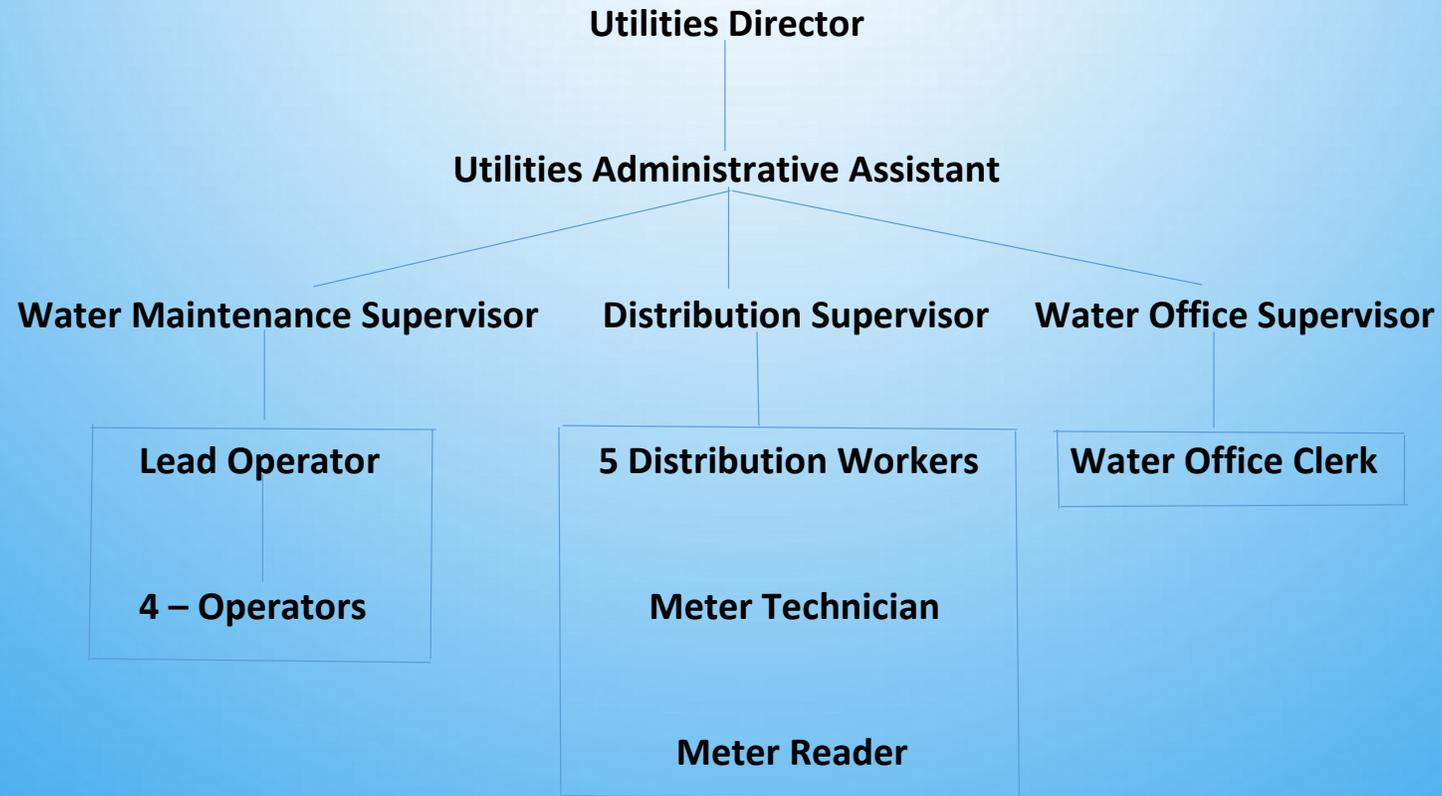 Utilities Director
Utilities Administrative Assistant
Water Maintenance Supervisor
Distribution Supervisor
Water Office Supervisor
Lead Operator
4 – Operators
5 Distribution Workers
Meter Technician
Meter Reader
Water Office Clerk